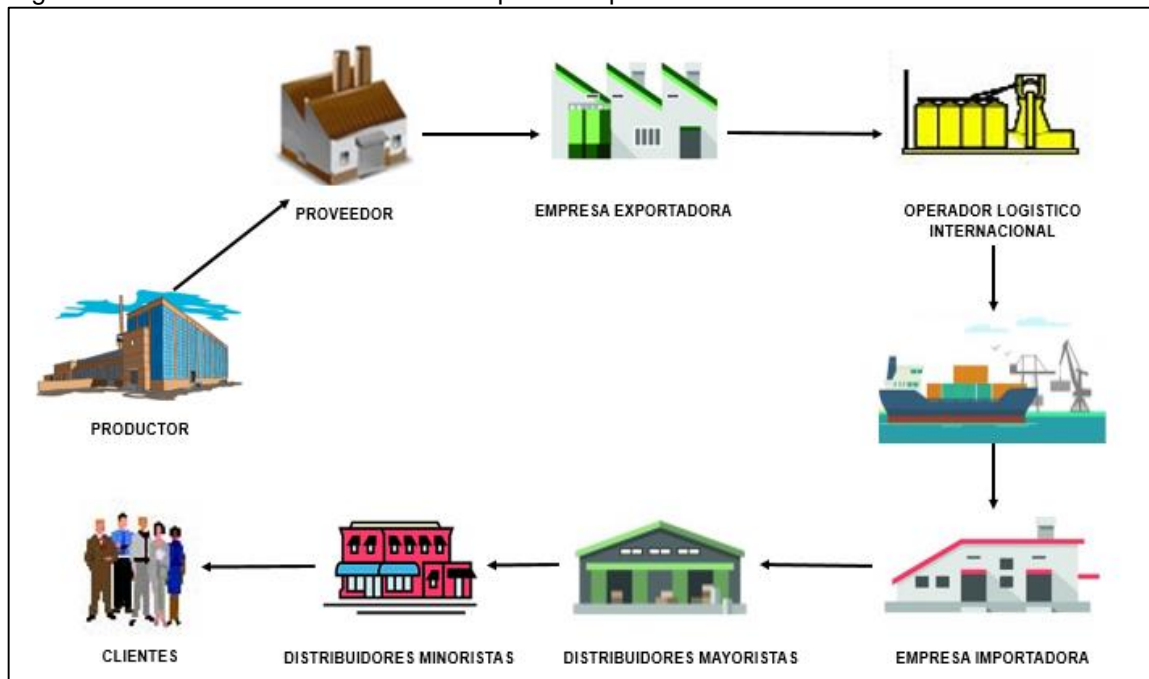 PROVEEDOR
EMPRESA EXPORTADORA
OPERADOR LOGISTICO
INTERNACIONAL
PRODUCTOR
CLIENTES
DISTRIBUIDORES MINORISTAS
DISTRIBUIDORES MAYORISTAS
EMPRESA IMPORTADORA